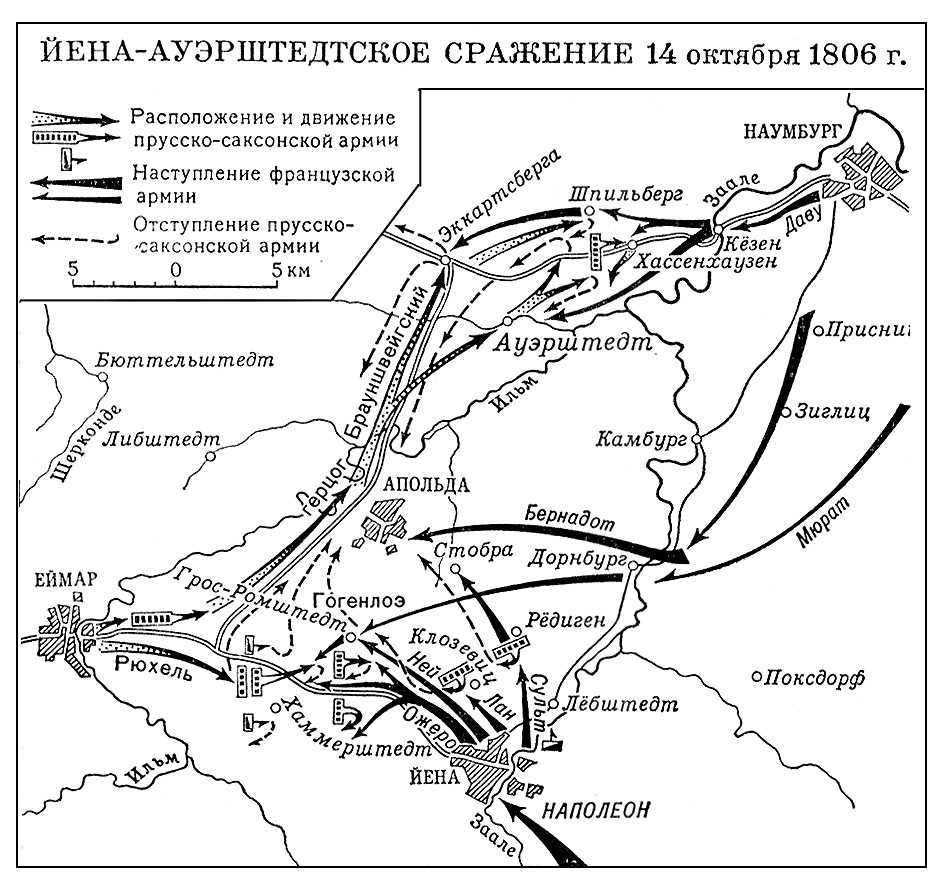 ЙЕНА-АУЭРШТЕДТСКОЕ СРАЖЕНИЕ 14 октября 1806 г.
Расположение и движение
прусско-саксонской армии
Наступление французской
армии
Отступление прусско-
-саксонской армии
5 0 5 км
НАУМБУРГ
Заале
Даву
Кёзен
Шпильберг
Хассенхаузен
Эккартсберга
Ауэрштедт
Присниц
Зиглиц
Бюттельштедт
Либштедт
Шерконде
герцог Брауншвейгский
Ильм
Камбург
АПОЛЬДА
Бернадот
Мюрат
Стобра
Дорнбург
ЕЙМАР
Грос-Ромштедт
Гогенлоэ
Рёдиген
Клозевиц
Ней
Лан
Сульт
Рюхель
Поксдорф
Лёбштедт
Хаммерштедт
Ожеро
ЙЕНА
Ильм
НАПОЛЕОН
Заале